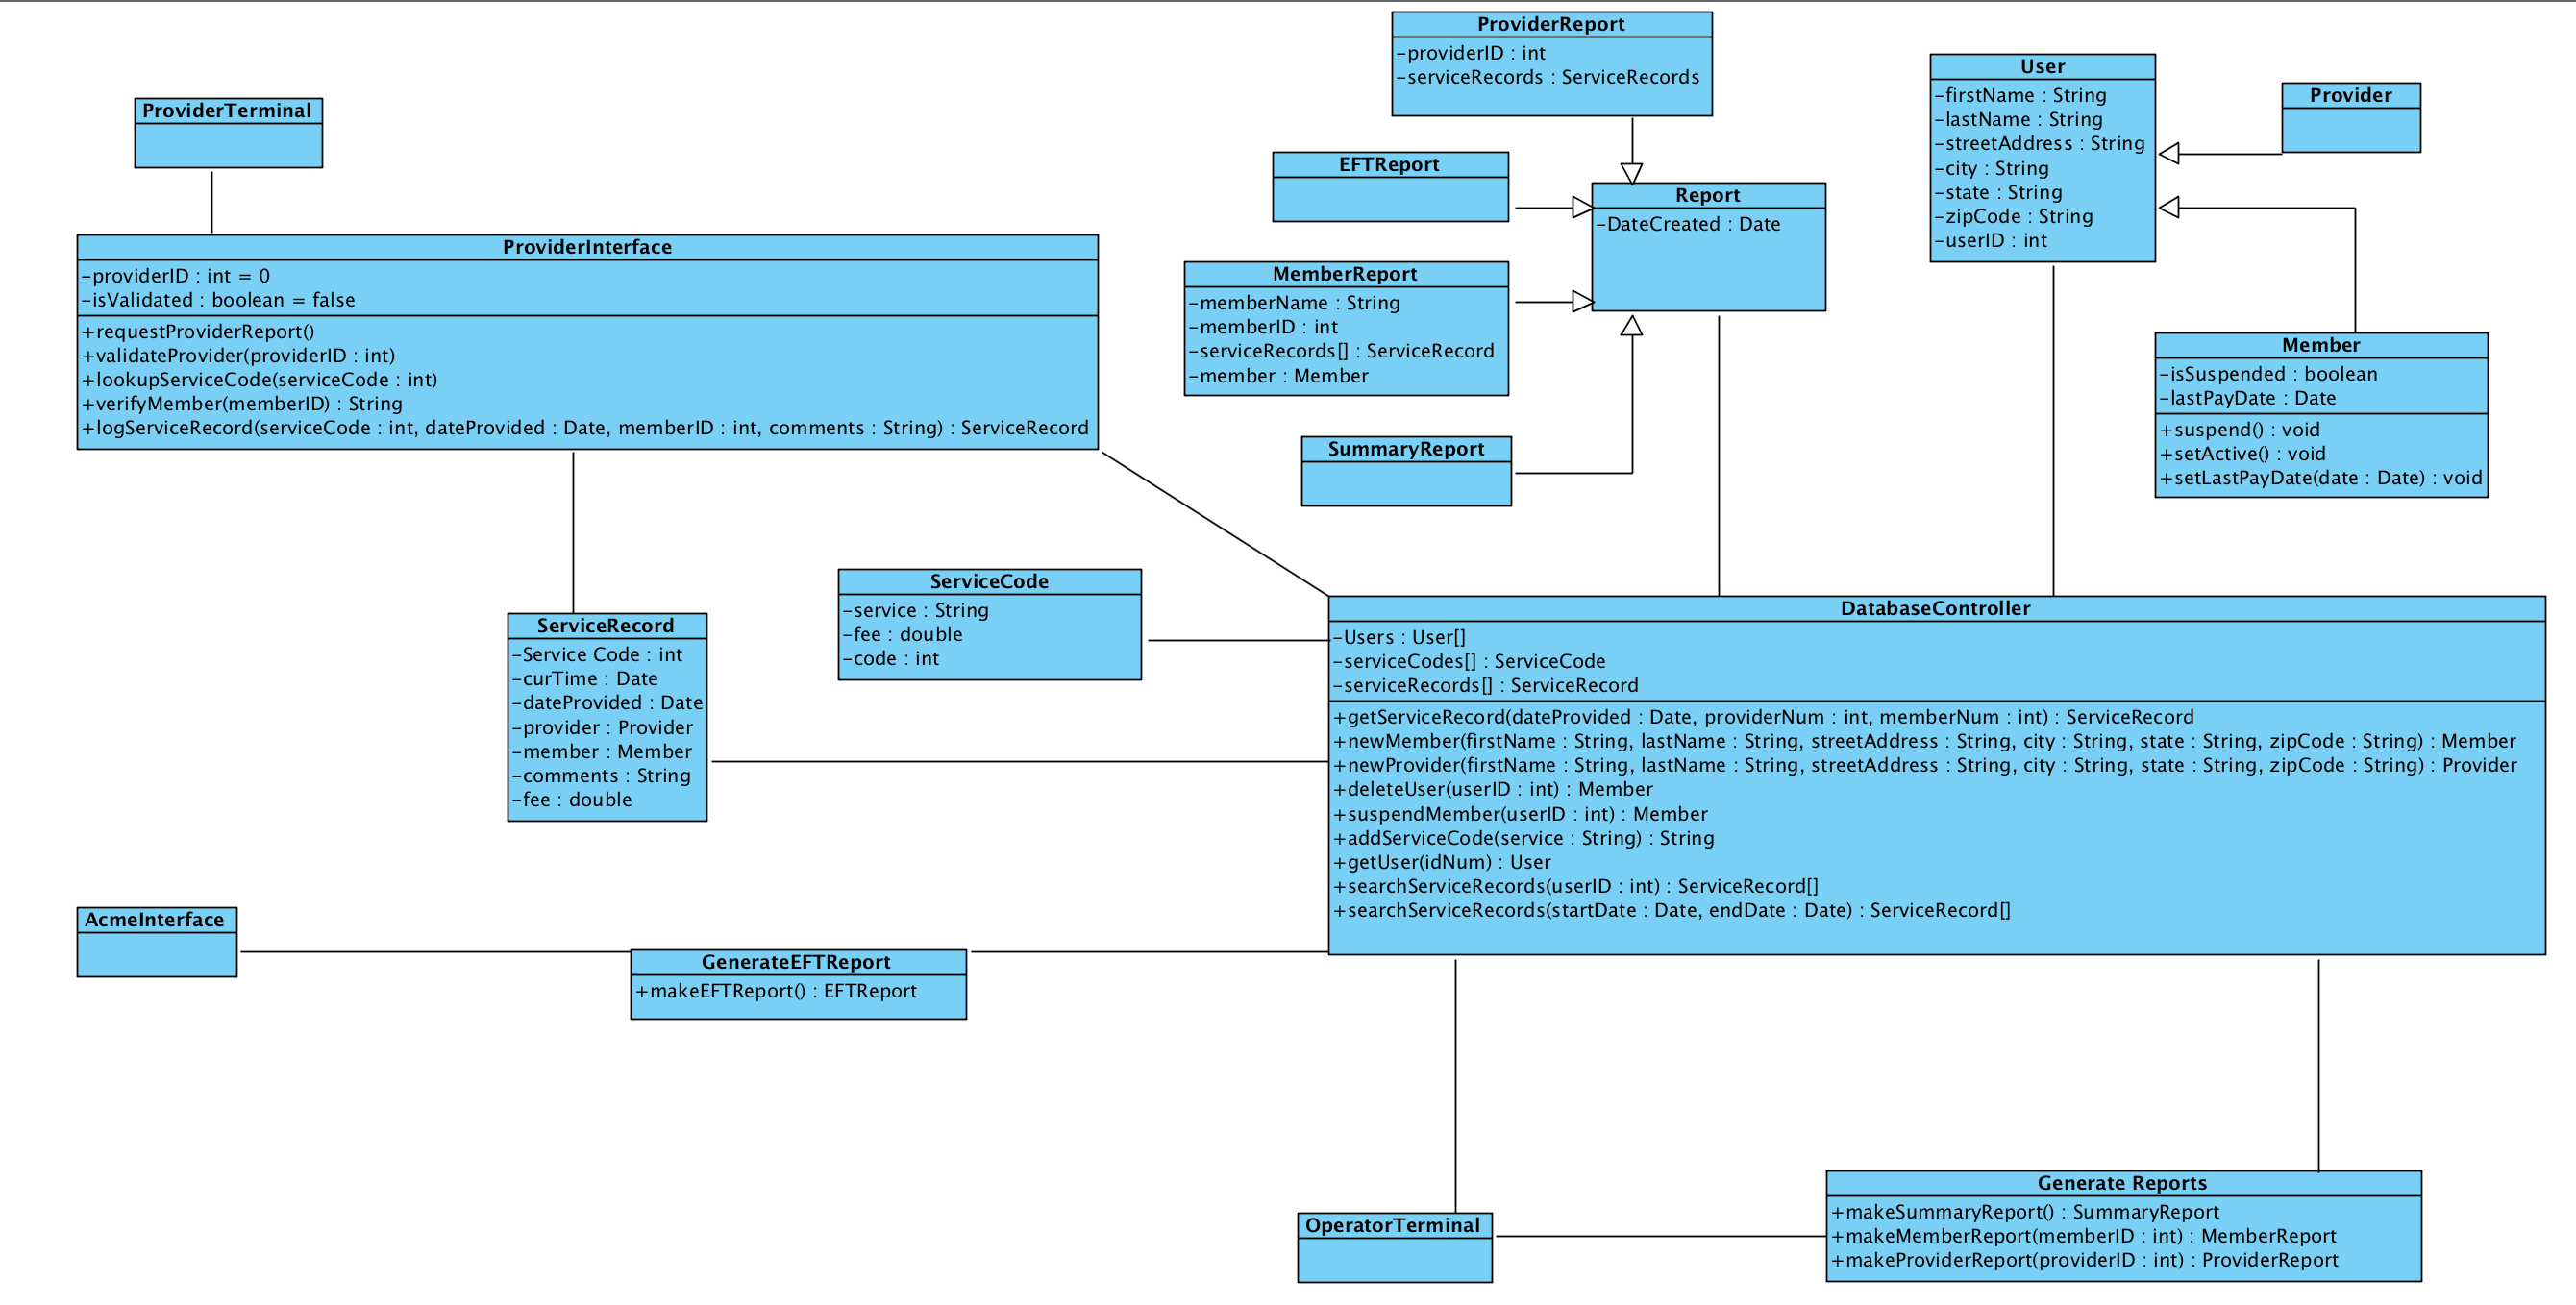 ProviderReport
-providerID : int
-serviceRecords : ServiceRecords
User
-firstName : String
-lastName : String
-streetAddress : String
-city : String
-state : String
-zipCode : String
-userID : int
Provider
ProviderTerminal
EFTReport
Report
-DateCreated : Date
ProviderInterface
-providerID : int = 0
-isValidated : boolean = false
+requestProviderReport()
+validateProvider(providerID : int)
+lookupServiceCode(serviceCode : int)
+verifyMember(memberID) : String
+logServiceRecord(serviceCode : int, dateProvided : Date, memberID : int, comments : String) : ServiceRecord
MemberReport
-memberName : String
-memberID : int
-serviceRecords[] : ServiceRecord
-member : Member
Member
-isSuspended : boolean
-lastPayDate : Date
+suspend() : void
+setActive() : void
+setLastPayDate(date : Date) : void
SummaryReport
ServiceCode
-service : String
-fee : double
-code : int
ServiceRecord
-Service Code : int
-curTime : Date
-dateProvided : Date
-provider : Provider
-member : Member
-comments : String
-fee : double
DatabaseController
-Users : User[]
-serviceCodes[] : ServiceCode
-serviceRecords[] : ServiceRecord
+getServiceRecord(dateProvided : Date, providerNum : int, memberNum : int) : ServiceRecord
+newMember(firstName : String, lastName : String, streetAddress : String, city : String, state : String, zipCode : String) : Member
+newProvider(firstName : String, lastName : String, streetAddress : String, city : String, state : String, zipCode : String) : Provider
+deleteUser(userID : int) : Member
+suspendMember(userID : int) : Member
+addServiceCode(service : String) : String
+getUser(idNum) : User
+searchServiceRecords(userID : int) : ServiceRecord[]
+searchServiceRecords(startDate : Date, endDate : Date) : ServiceRecord[]
AcmeInterface
GenerateEFTReport
+makeEFTReport() : EFTReport
OperatorTerminal
Generate Reports
+makeSummaryReport() : SummaryReport
+makeMemberReport(memberID : int) : MemberReport
+makeProviderReport(providerID : int) : ProviderReport